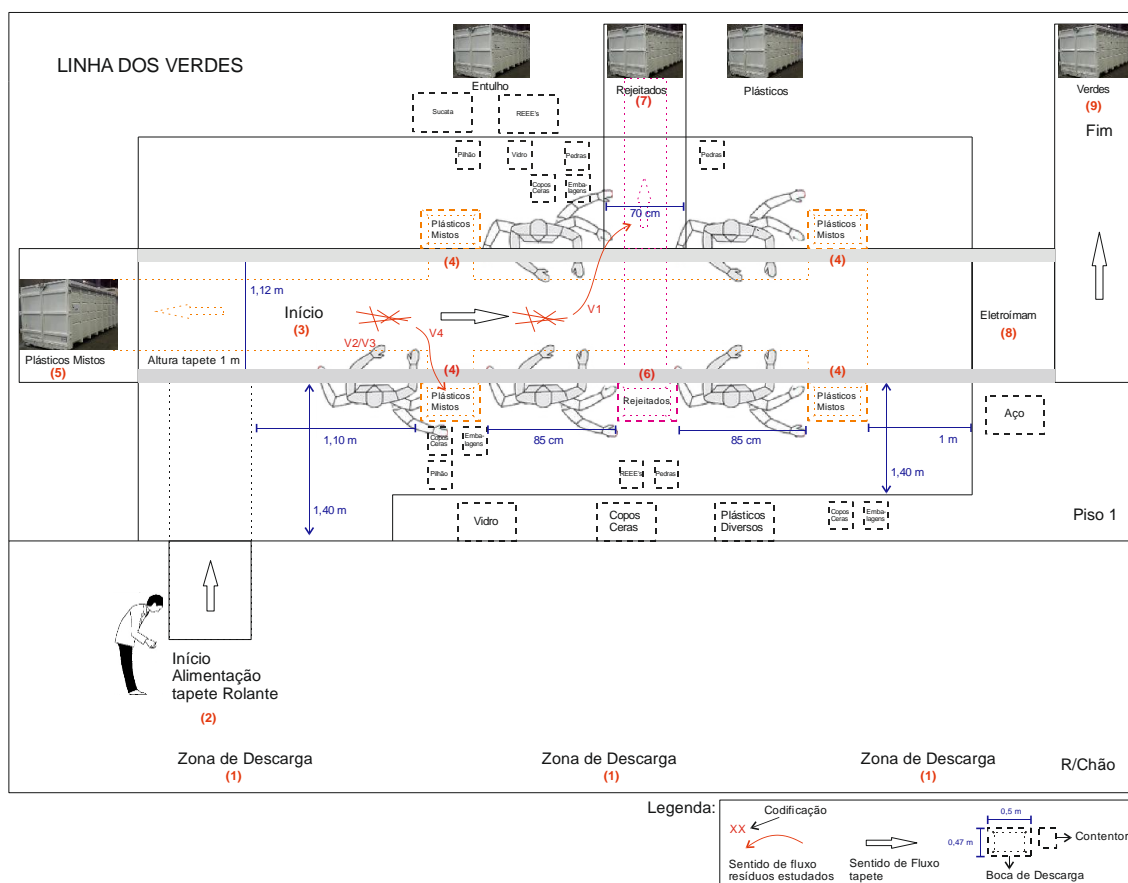 LINHA DOS VERDES
Entulho
Rejeitados
(7)
Plásticos
Verdes
(9)
Fim
Sucata
REEE's
Pilhão
Vidro
Pedras
Pedras
Copos
Ceras
Emba-
lagens
70 cm
Plásticos
Mistos
(4)
Plásticos
Mistos
(4)
1,12 m
Início
(3)
V1
V4
V2/V3
Eletroímam
(8)
Plásticos Mistos
(5)
Altura tapete 1 m
(4)
(6)
(4)
Plásticos
Mistos
Rejeitados
Plásticos
Mistos
Aço
1,10 m
Copos
Ceras
Emba-
lagens
85 cm
85 cm
1 m
Pilhão
REEE's
Pedras
1,40 m
1,40 m
Vidro
Copos
Ceras
Plásticos
Diversos
Copos
Ceras
Emba-
lagens
Piso 1
Início
Alimentação
tapete Rolante
(2)
Zona de Descarga
(1)
Zona de Descarga
(1)
Zona de Descarga
(1)
R/Chão
Legenda:
Codificação
XX
Sentido de fluxo
resíduos estudados
Sentido de Fluxo
tapete
0,5 m
0,47 m
Contentor
Boca de Descarga